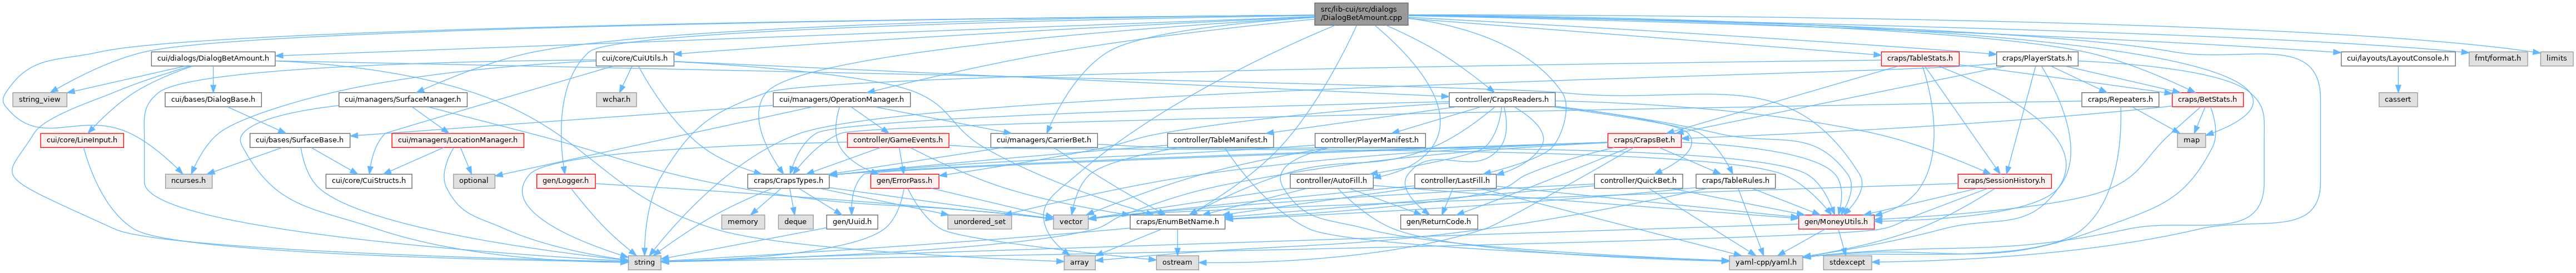 src/lib-cui/src/dialogs
/DialogBetAmount.cpp
cui/dialogs/DialogBetAmount.h
cui/core/CuiUtils.h
craps/TableStats.h
craps/PlayerStats.h
cui/layouts/LayoutConsole.h
fmt/format.h
limits
string_view
cui/bases/DialogBase.h
cui/managers/SurfaceManager.h
wchar.h
cui/managers/OperationManager.h
controller/CrapsReaders.h
craps/Repeaters.h
craps/BetStats.h
cassert
cui/core/LineInput.h
cui/bases/SurfaceBase.h
cui/managers/LocationManager.h
controller/GameEvents.h
cui/managers/CarrierBet.h
controller/TableManifest.h
controller/PlayerManifest.h
craps/CrapsBet.h
map
ncurses.h
cui/core/CuiStructs.h
optional
gen/Logger.h
craps/CrapsTypes.h
gen/ErrorPass.h
controller/AutoFill.h
controller/LastFill.h
controller/QuickBet.h
craps/TableRules.h
craps/SessionHistory.h
memory
deque
gen/Uuid.h
unordered_set
vector
craps/EnumBetName.h
gen/ReturnCode.h
gen/MoneyUtils.h
string
array
ostream
yaml-cpp/yaml.h
stdexcept